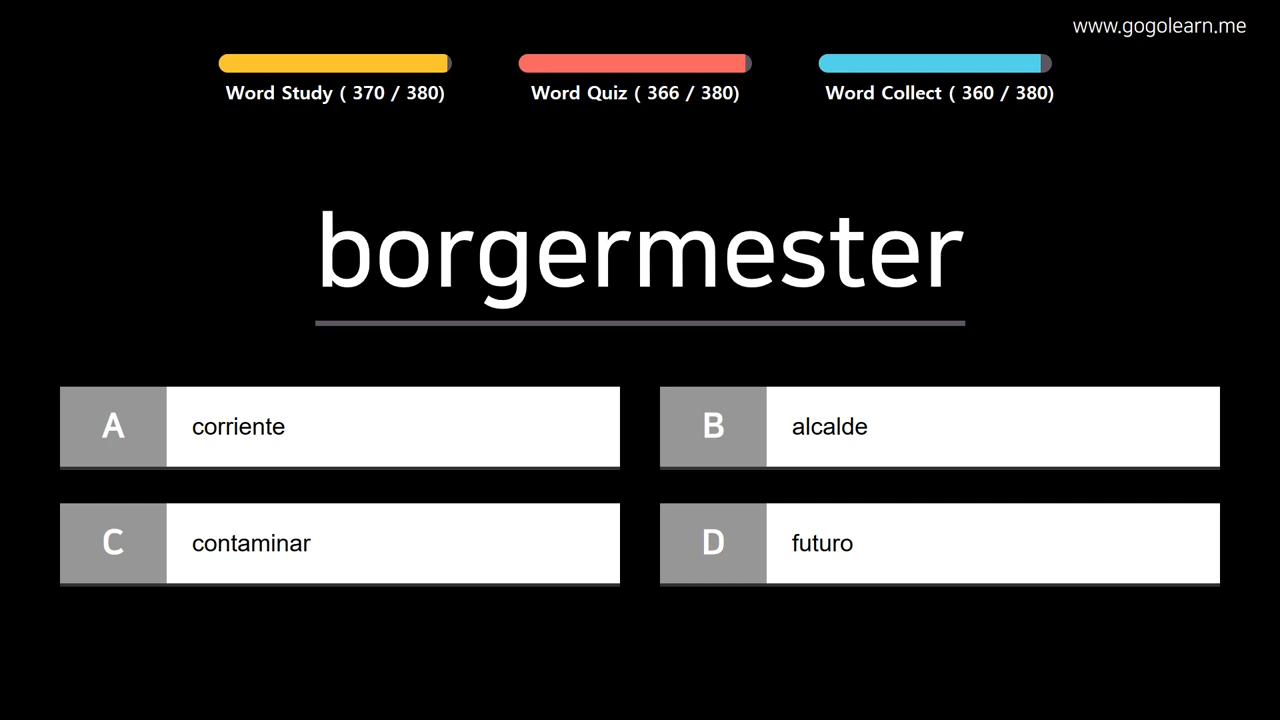 www.gogolearn.me
Word Study ( 370 / 380)
Word Quiz ( 366 / 380)
Word Collect ( 360 / 380)
borgermester
A corriente
B alcalde
C contaminar
D futuro